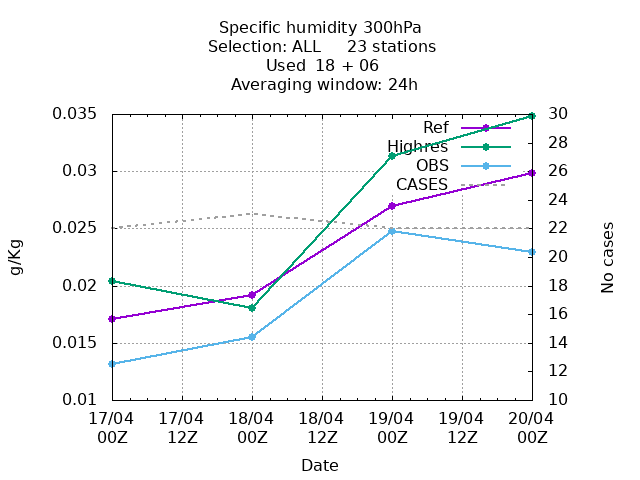 Specific humidity 300hPa
Selection: ALL     23 stations
Used  18 + 06
Averaging window: 24h
0.035
0.03
0.025
0.02
0.015
0.01
g/Kg
30
28
26
24
22
20
18
16
14
12
10
No cases
Ref
Highres
OBS
CASES
17/04 17/04 18/04 18/04 19/04 19/04 20/04
00Z 12Z 00Z 12Z 00Z 12Z 00Z
Date